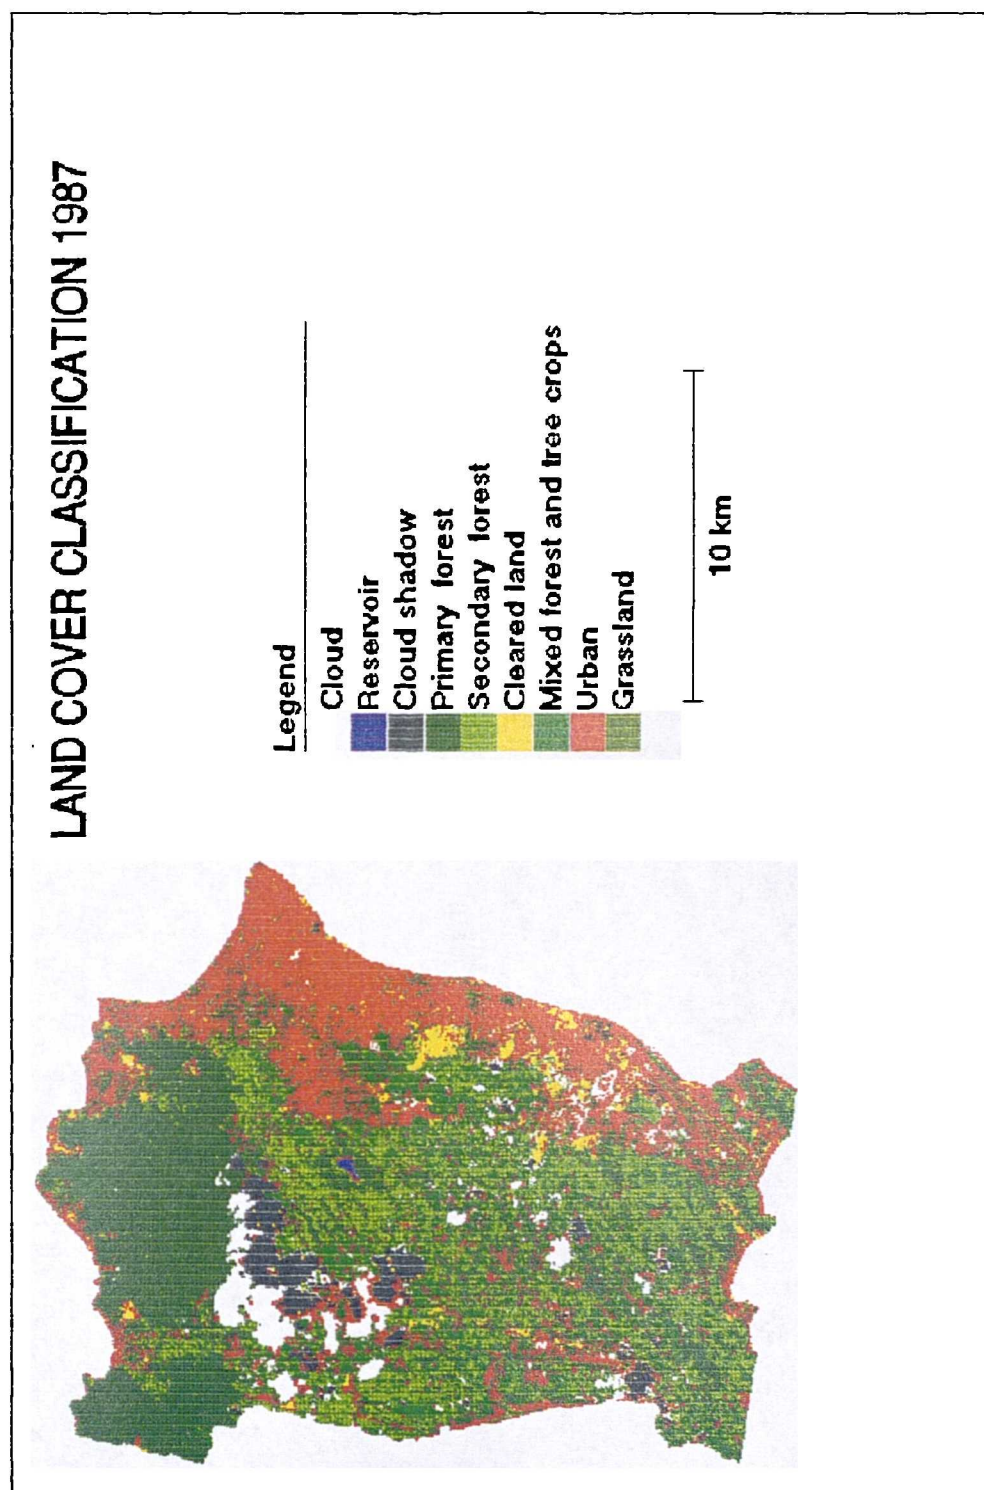 LAND COVER CLASSIFICATION 1987
Legend
Cloud
Reservoir
Cloud shadow
Primary forest
Secondary forest
Cleared land
Mixed forest and tree crops
Urban
Grassland
10 km